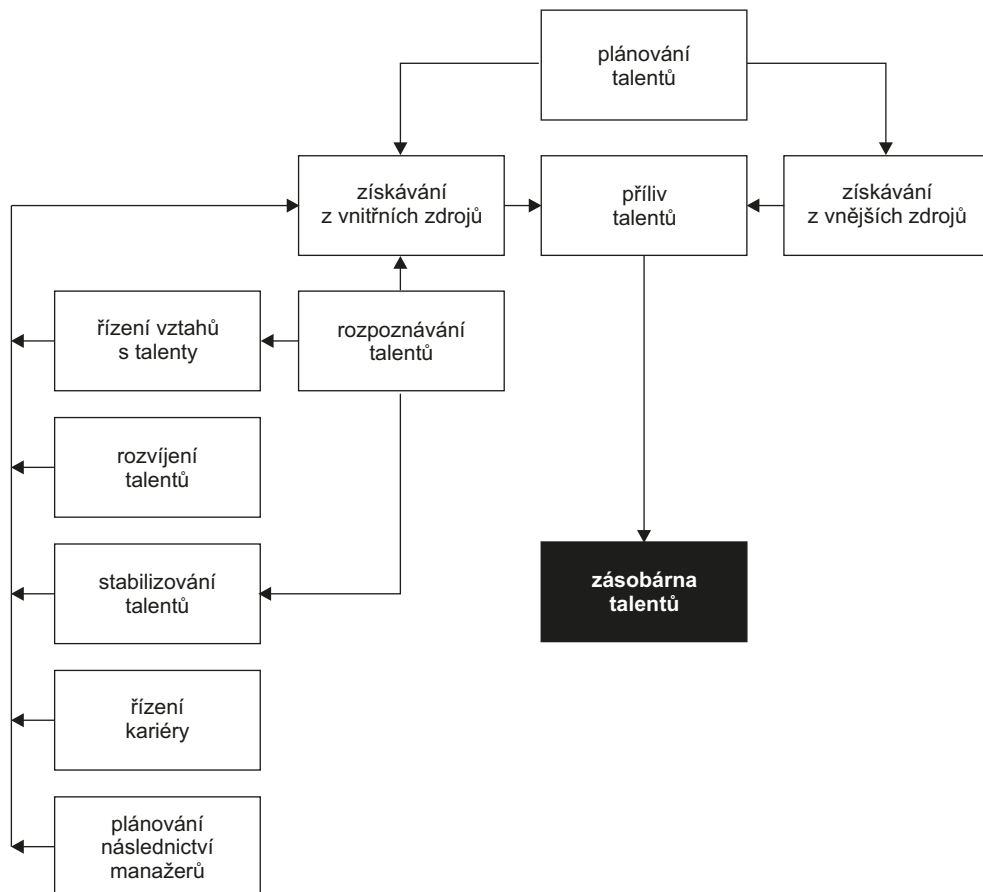 plánování
talentů
získávání
z vnitřních zdrojů
příliv
talentů
získávání
z vnějších zdrojů
řízení vztahů
s talenty
rozpoznávání
talentů
rozvíjení
talentů
stabilizování
talentů
zásobárna
talentů
řízení
kariéry
plánování
následnictví
manažerů